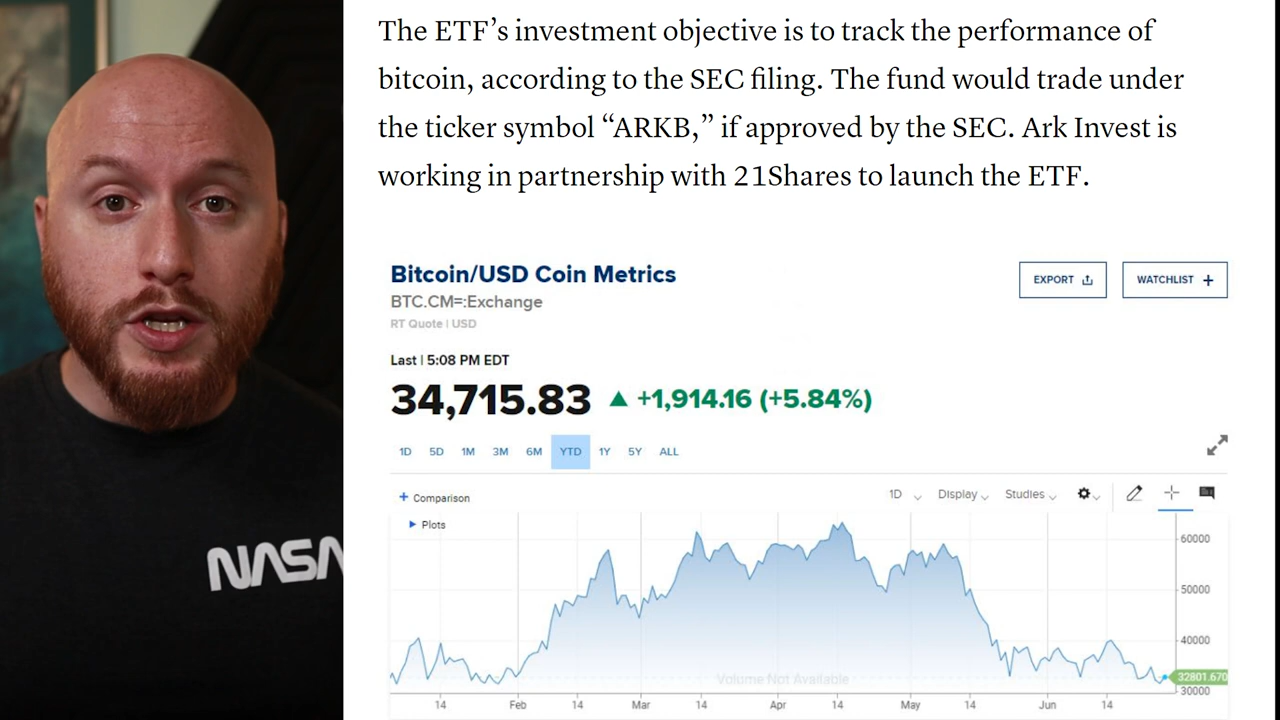 The ETF’s investment objective is to track the performance of
bitcoin, according to the SEC filing. The fund would trade under
the ticker symbol “ARKB,” if approved by the SEC. Ark Invest is
working in partnership with 21Shares to launch the ETF.
Bitcoin/USD Coin Metrics
EXPORT
WATCHLIST +
BTC.CM=:Exchange
RT Quote | USD
Last | 5:08 PM EDT
34,715.83 ▲ +1,914.16 (+5.84%)
1D 5D 1M 3M 6M YTD 1Y 5Y ALL
+ Comparison
1D Display Studies
Plots
60000
50000
40000
32801.670
30000
Volume Not Available
14 Feb 14 Mar 14 Apr 14 May 14 Jun 14
NASA